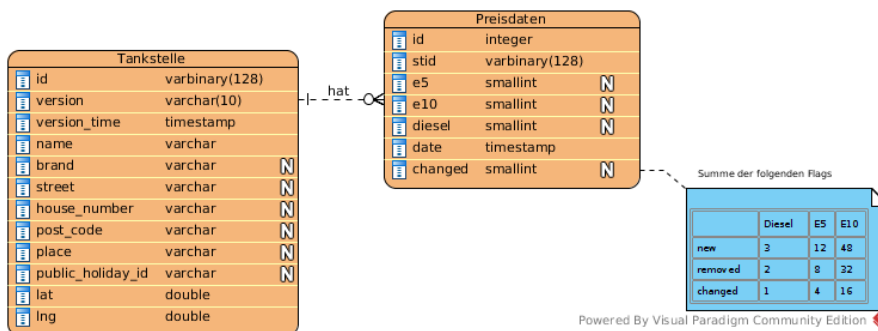 Tankstelle
id varbinary(128)
version varchar(10)
version_time timestamp
name varchar
brand varchar N
street varchar N
house_number varchar N
post_code varchar N
place varchar N
public_holiday_id varchar N
lat double
lng double
hat
Preisdaten
id integer
stid varbinary(128)
e5 smallint N
e10 smallint N
diesel smallint N
date timestamp
changed smallint N
Summe der folgenden Flags
Diesel E5 E10
new 3 12 48
removed 2 8 32
changed 1 4 16
Powered By Visual Paradigm Community Edition